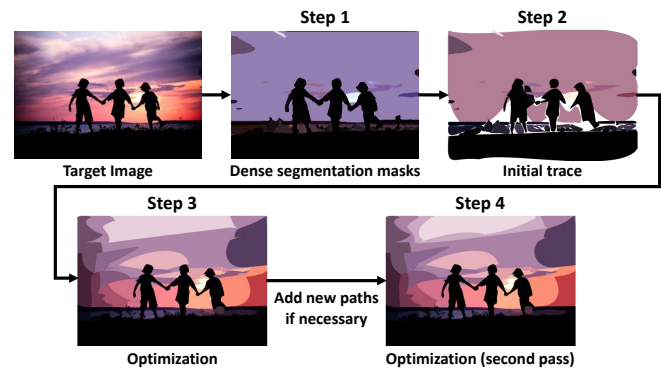 Step 1
Step 2
Target Image
Dense segmentation masks
Initial trace
Step 3
Step 4
Add new paths
if necessary
Optimization
Optimization (second pass)